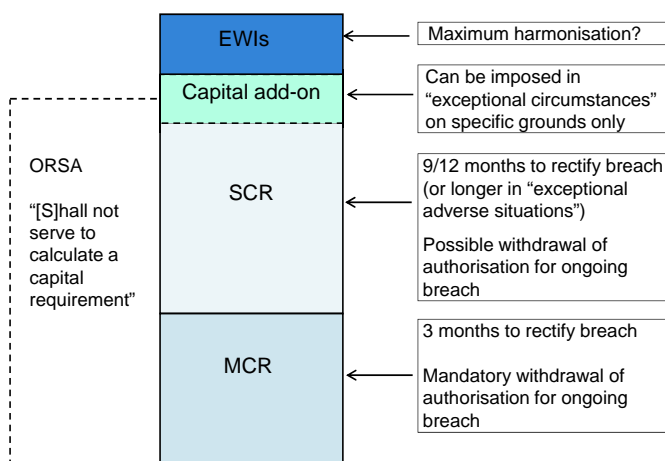 EWIs
Maximum harmonisation?
Capital add-on
Can be imposed in
“exceptional circumstances”
on specific grounds only
ORSA
“[S]hall not
serve to
calculate a
capital
requirement”
SCR
9/12 months to rectify breach
(or longer in “exceptional
adverse situations”)
Possible withdrawal of
authorisation for ongoing
breach
MCR
3 months to rectify breach
Mandatory withdrawal of
authorisation for ongoing
breach